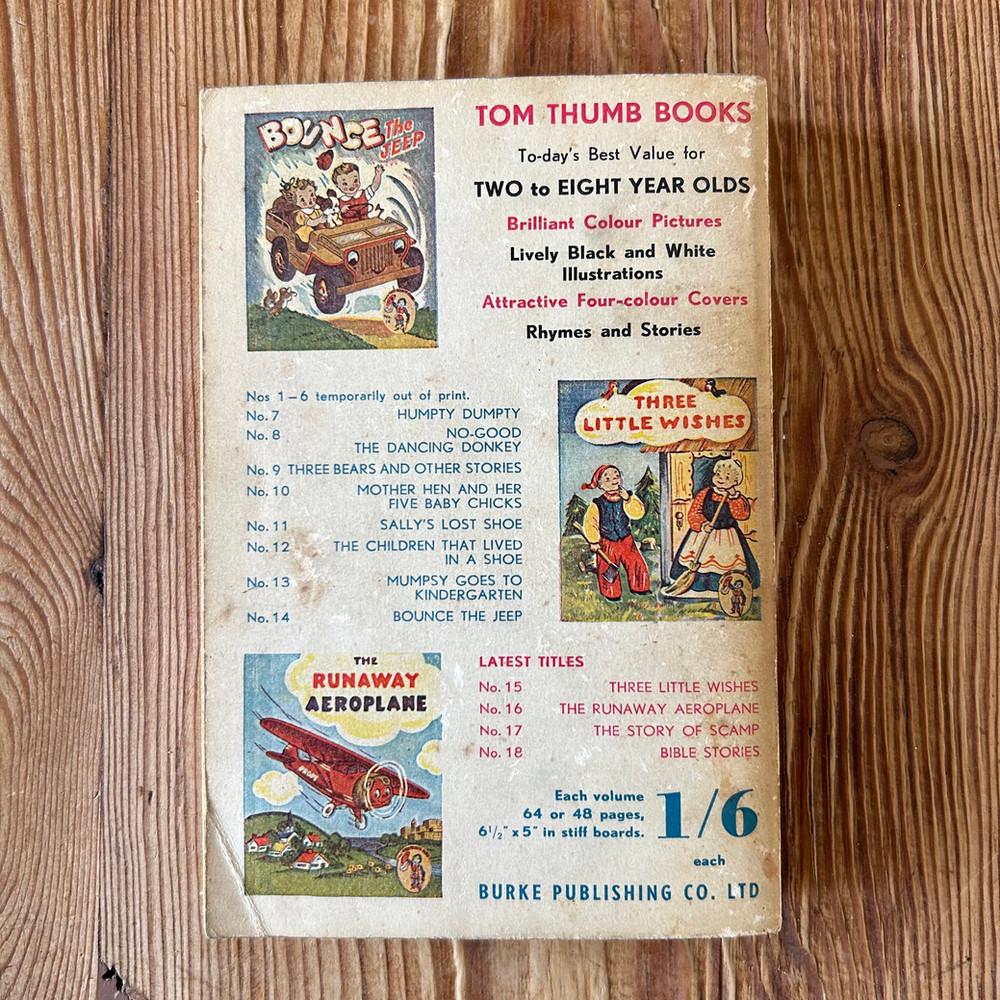 BOUNCE The
JEEP
TOM THUMB BOOKS
To-day's Best Value for
TWO to EIGHT YEAR OLDS
Brilliant Colour Pictures
Lively Black and White
Illustrations
Attractive Four-colour Covers
Rhymes and Stories
Nos 1–6 temporarily out of print.
No. 7 HUMPTY DUMPTY
No. 8 NO-GOOD
THE DANCING DONKEY
No. 9 THREE BEARS AND OTHER STORIES
No. 10 MOTHER HEN AND HER
FIVE BABY CHICKS
No. 11 SALLY'S LOST SHOE
No. 12 THE CHILDREN THAT LIVED
IN A SHOE
No. 13 MUMPSY GOES TO
KINDERGARTEN
No. 14 BOUNCE THE JEEP
THREE
LITTLE WISHES
THE
RUNAWAY
AEROPLANE
PROPS
LATEST TITLES
No. 15 THREE LITTLE WISHES
No. 16 THE RUNAWAY AEROPLANE
No. 17 THE STORY OF SCAMP
No. 18 BIBLE STORIES
Each volume
64 or 48 pages,
6½" x 5" in stiff boards.
1/6
each
BURKE PUBLISHING CO. LTD